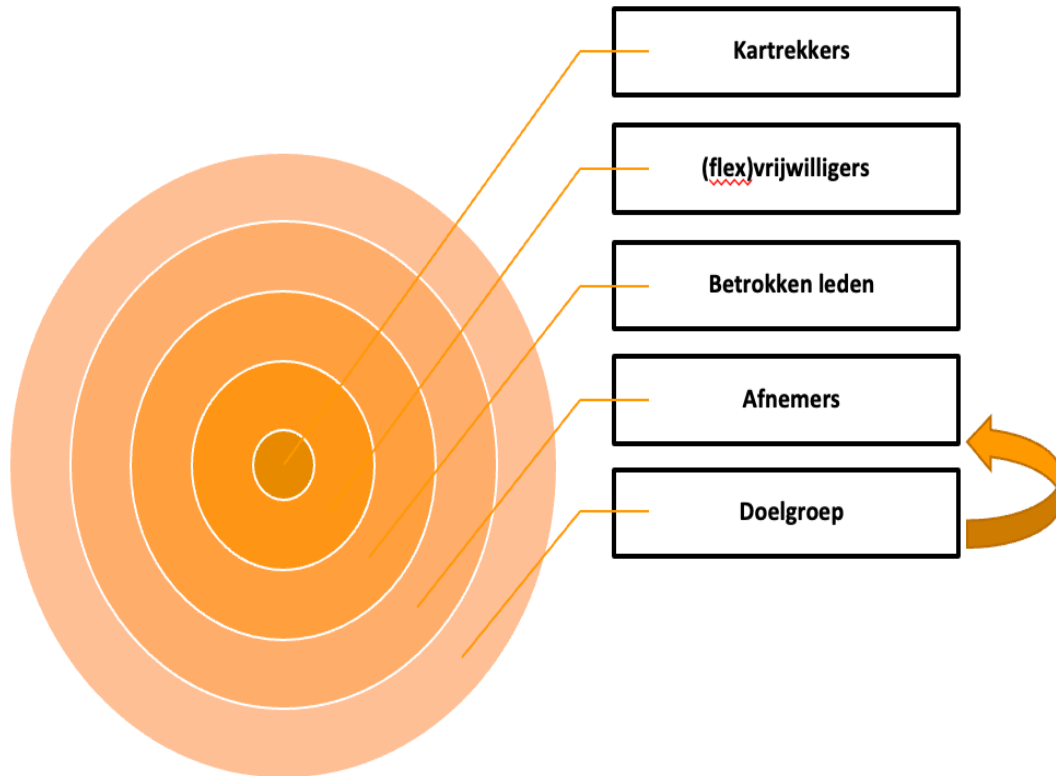 Kartrekkers
(flex)vrijwilligers
Betrokken leden
Afnemers
Doelgroep